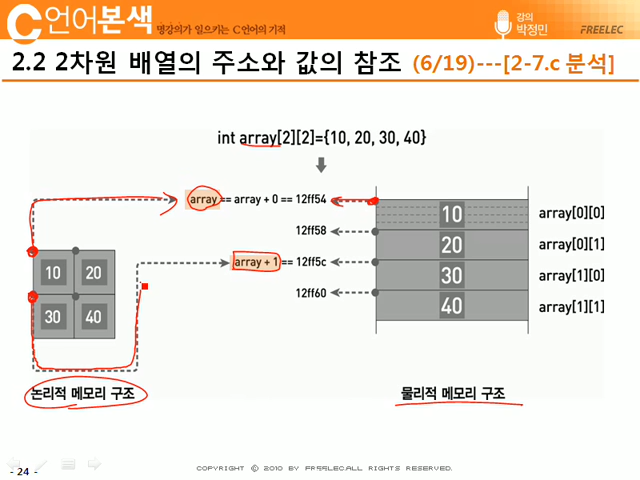 C언어본색 명강의가 일으키는 C언어의 기적
강의 박정민 FREELEC
2.2 2차원 배열의 주소와 값의 참조 (6/19)---[2-7.c 분석]
int array[2][2]={10, 20, 30, 40}
array == array + 0 == 12ff54
10 array[0][0]
12ff58
20 array[0][1]
array + 1 == 12ff5c
30 array[1][0]
12ff60
40 array[1][1]
10 20
30 40
논리적 메모리 구조
물리적 메모리 구조
- 24 -
COPYRIGHT © 2010 BY FREELEC.ALL RIGHTS RESERVED.